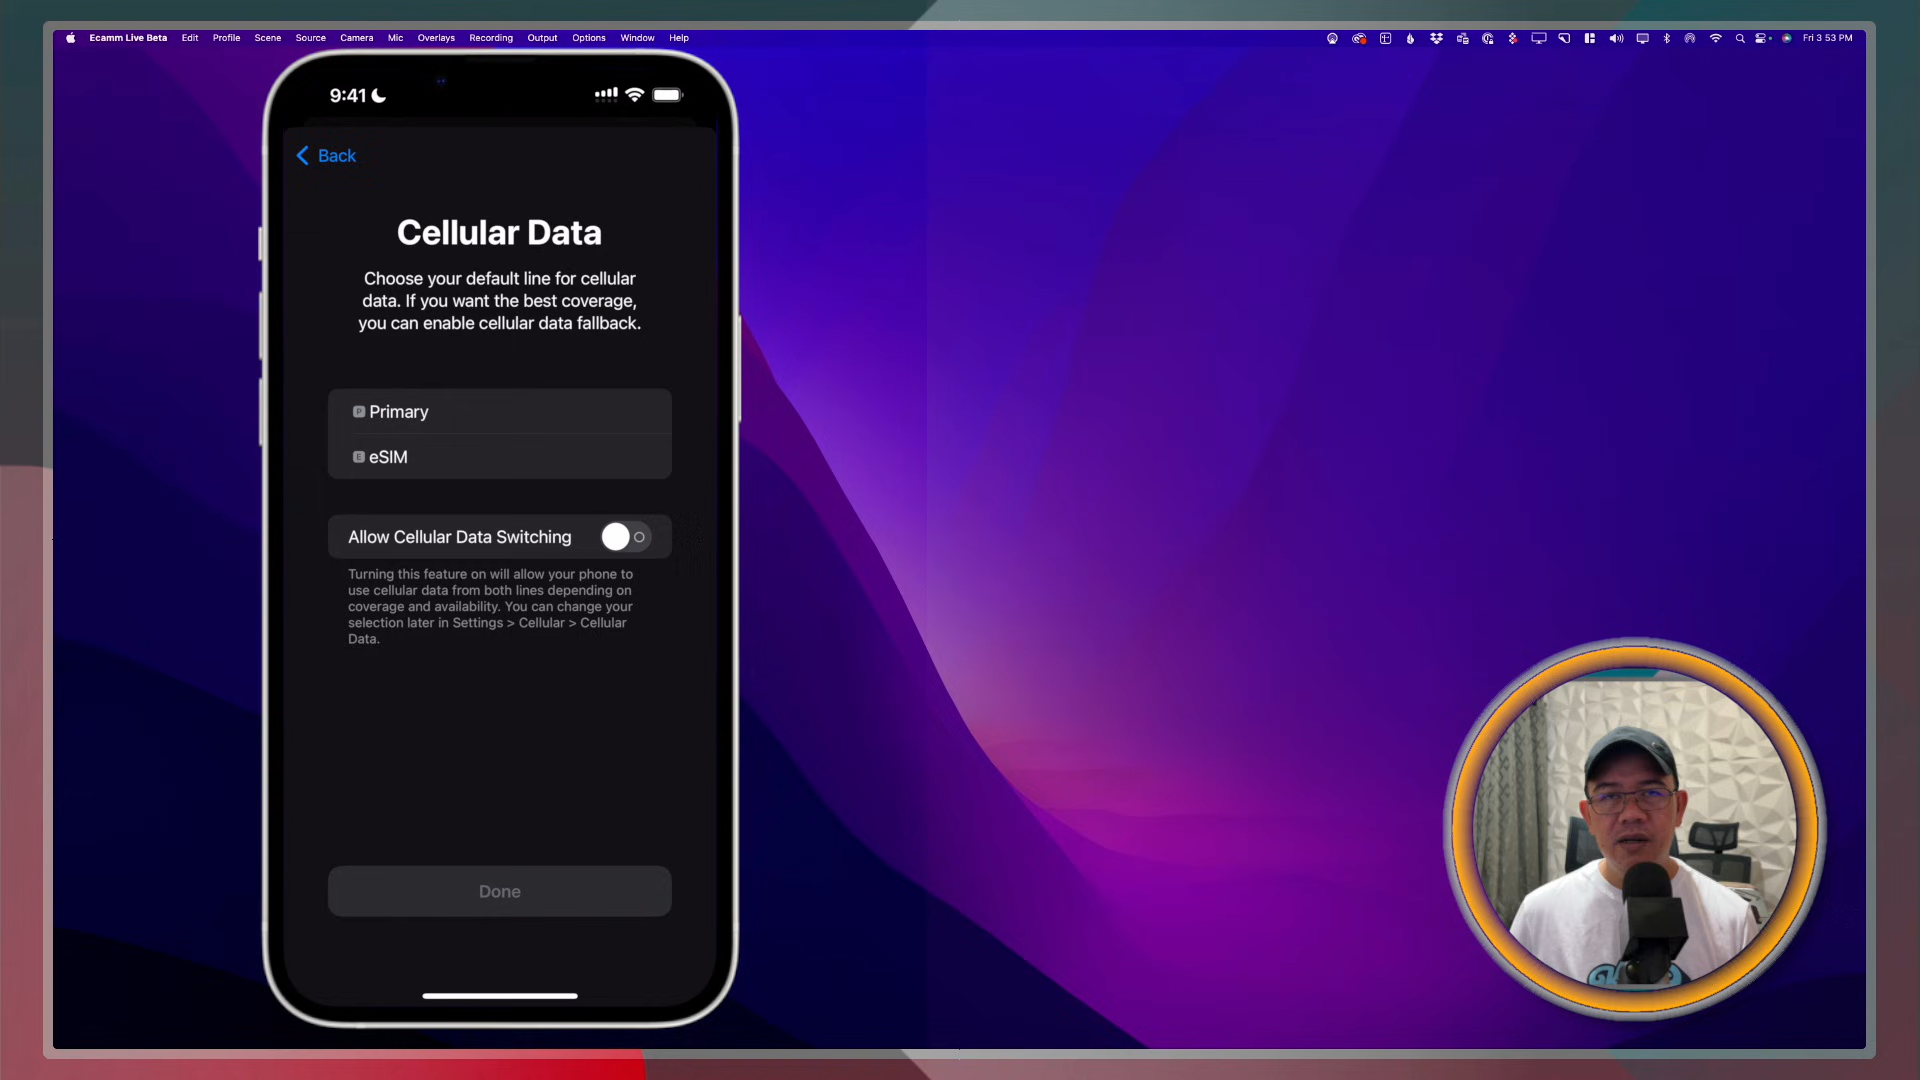 Ecamm Live Beta Edit Profile Scene Source Camera Mic Overlays Recording Output Options Window Help
Fri 3 53 PM
9:41
Back
Cellular Data
Choose your default line for cellular
data. If you want the best coverage,
you can enable cellular data fallback.
P Primary
E eSIM
Allow Cellular Data Switching
Turning this feature on will allow your phone to
use cellular data from both lines depending on
coverage and availability. You can change your
selection later in Settings > Cellular > Cellular
Data.
Done